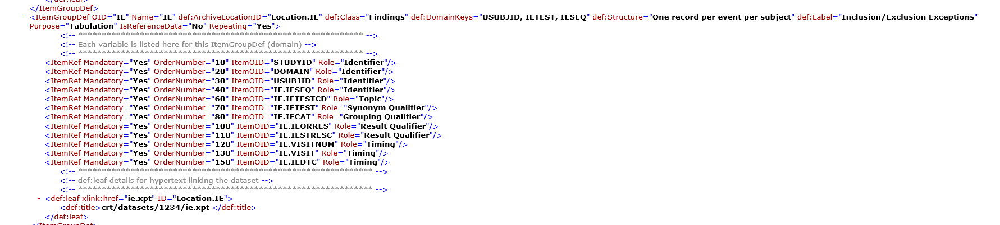 </def:leaf>
</ItemGroupDef>
- <ItemGroupDef OID="IE" Name="IE" def:ArchiveLocationID="Location.IE" def:Class="Findings" def:DomainKeys="USUBJID, IETEST, IESEQ" def:Structure="One record per event per subject" def:Label="Inclusion/Exclusion Exceptions"
Purpose="Tabulation" IsReferenceData="No" Repeating="Yes">
<!-- ************************************************************* -->
<!-- Each variable is listed here for this ItemGroupDef (domain) -->
<!-- ************************************************************* -->
<ItemRef Mandatory="Yes" OrderNumber="10" ItemOID="STUDYID" Role="Identifier"/>
<ItemRef Mandatory="Yes" OrderNumber="20" ItemOID="DOMAIN" Role="Identifier"/>
<ItemRef Mandatory="Yes" OrderNumber="30" ItemOID="USUBJID" Role="Identifier"/>
<ItemRef Mandatory="Yes" OrderNumber="40" ItemOID="IE.IESEQ" Role="Identifier"/>
<ItemRef Mandatory="Yes" OrderNumber="60" ItemOID="IE.IETESTCD" Role="Topic"/>
<ItemRef Mandatory="Yes" OrderNumber="70" ItemOID="IE.IETEST" Role="Synonym Qualifier"/>
<ItemRef Mandatory="Yes" OrderNumber="80" ItemOID="IE.IECAT" Role="Grouping Qualifier"/>
<ItemRef Mandatory="Yes" OrderNumber="100" ItemOID="IE.IEORRES" Role="Result Qualifier"/>
<ItemRef Mandatory="Yes" OrderNumber="110" ItemOID="IE.IESTRESC" Role="Result Qualifier"/>
<ItemRef Mandatory="Yes" OrderNumber="120" ItemOID="IE.VISITNUM" Role="Timing"/>
<ItemRef Mandatory="Yes" OrderNumber="130" ItemOID="IE.VISIT" Role="Timing"/>
<ItemRef Mandatory="Yes" OrderNumber="150" ItemOID="IE.IEDTC" Role="Timing"/>
<!-- *************************************************************** -->
<!-- def:leaf details for hypertext linking the dataset -->
<!-- *************************************************************** -->
- <def:leaf xlink:href="ie.xpt" ID="Location.IE">
<def:title>crt/datasets/1234/ie.xpt </def:title>
</def:leaf>
</ItemGroupDef>